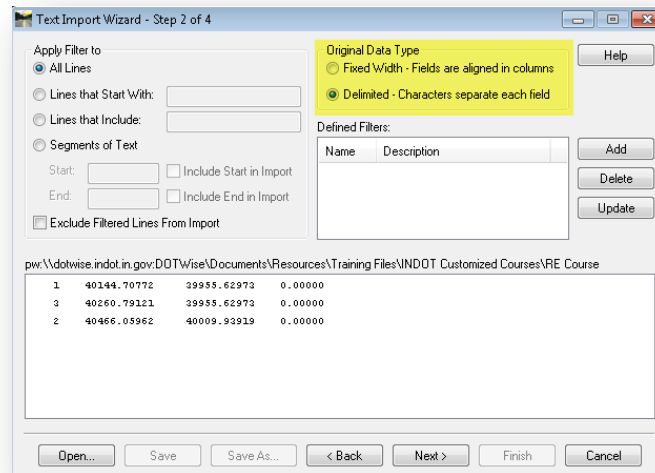 Text Import Wizard - Step 2 of 4
Apply Filter to
All Lines
Lines that Start With:
Lines that Include:
Segments of Text
Start:
Include Start in Import
End:
Include End in Import
Exclude Filtered Lines From Import
Original Data Type
Fixed Width - Fields are aligned in columns
Delimited - Characters separate each field
Help
Defined Filters:
Name Description
Add
Delete
Update
pw:\\dotwise.indot.in.gov:DOTWise\Documents\Resources\Training Files\INDOT Customized Courses\RE Course
1 40144.70772 39955.62973 0.00000
3 40260.79121 39955.62973 0.00000
2 40466.05962 40009.93919 0.00000
Open... Save Save As... < Back Next > Finish Cancel